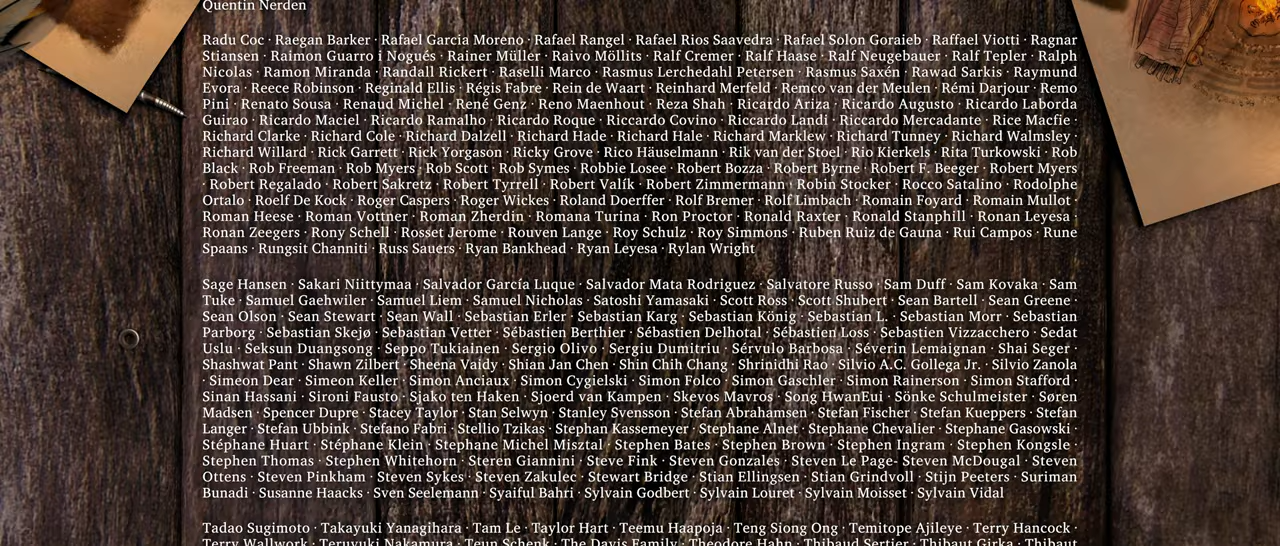 Quentin Nerden
Radu Coc · Raegan Barker · Rafael Garcia Moreno · Rafael Rangel · Rafael Rios Saavedra · Rafael Solon Goraieb · Raffael Viotti · Ragnar
Stiansen · Raimon Guarro i Nogués · Rainer Müller · Raivo Möllits · Ralf Cremer · Ralf Haase · Ralf Neugebauer · Ralf Tepler · Ralph
Nicolas · Ramon Miranda · Randall Rickert · Raselli Marco · Rasmus Lerchedahl Petersen · Rasmus Saxén · Rawad Sarkis · Raymund
Evora · Reece Robinson · Reginald Ellis · Régis Fabre · Rein de Waart · Reinhard Merfeld · Remco van der Meulen · Rémi Darjour · Remo
Pini · Renato Sousa · Renaud Michel · René Genz · Reno Maenhout · Reza Shah · Ricardo Ariza · Ricardo Augusto · Ricardo Laborda
Guirao · Ricardo Maciel · Ricardo Ramalho · Ricardo Roque · Riccardo Covino · Riccardo Landi · Riccardo Mercadante · Rice Macfie ·
Richard Clarke · Richard Cole · Richard Dalzell · Richard Hade · Richard Hale · Richard Marklew · Richard Tunney · Richard Walmsley ·
Richard Willard · Rick Garrett · Rick Yorgason · Ricky Grove · Rico Häuselmann · Rik van der Stoel · Rio Kierkels · Rita Turkowski · Rob
Black · Rob Freeman · Rob Myers · Rob Scott · Rob Symes · Robbie Losee · Robert Bozza · Robert Byrne · Robert F. Beeger · Robert Myers
· Robert Regalado · Robert Sakretz · Robert Tyrrell · Robert Valík · Robert Zimmermann · Robin Stocker · Rocco Satalino · Rodolphe
Ortalo · Roelf De Kock · Roger Caspers · Roger Wickes · Roland Doerffer · Rolf Bremer · Rolf Limbach · Romain Foyard · Romain Mullot ·
Roman Heese · Roman Vottner · Roman Zherdin · Romana Turina · Ron Proctor · Ronald Raxter · Ronald Stanphill · Ronan Leyesa ·
Ronan Zeegers · Rony Schell · Rosset Jerome · Rouven Lange · Roy Schulz · Roy Simmons · Ruben Ruiz de Gauna · Rui Campos · Rune
Spaans · Rungsit Channiti · Russ Sauers · Ryan Bankhead · Ryan Leyesa · Rylan Wright
Sage Hansen · Sakari Niittymaa · Salvador García Luque · Salvador Mata Rodriguez · Salvatore Russo · Sam Duff · Sam Kovaka · Sam
Tuke · Samuel Gaehwiler · Samuel Liem · Samuel Nicholas · Satoshi Yamasaki · Scott Ross · Scott Shubert · Sean Bartell · Sean Greene ·
Sean Olson · Sean Stewart · Sean Wall · Sebastian Erler · Sebastian Karg · Sebastian König · Sebastian L. · Sebastian Morr · Sebastian
Parborg · Sebastian Skejø · Sebastian Vetter · Sébastien Berthier · Sébastien Delhotal · Sébastien Loss · Sebastien Vizzacchero · Sedat
Uslu · Seksun Duangsong · Seppo Tukiainen · Sergio Olivo · Sergiu Dumitriu · Sérvulo Barbosa · Séverin Lemaignan · Shai Seger ·
Shashwat Pant · Shawn Zilbert · Sheena Vaidy · Shian Jan Chen · Shin Chih Chang · Shrinidhi Rao · Silvio A.C. Gollega Jr. · Silvio Zanola
· Simeon Dear · Simeon Keller · Simon Anciaux · Simon Cygielski · Simon Folco · Simon Gaschler · Simon Rainerson · Simon Stafford ·
Sinan Hassani · Sironi Fausto · Sjako ten Haken · Sjoerd van Kampen · Skevos Mavros · Song HwanEui · Sönke Schulmeister · Søren
Madsen · Spencer Dupre · Stacey Taylor · Stan Selwyn · Stanley Svensson · Stefan Abrahamsen · Stefan Fischer · Stefan Kueppers · Stefan
Langer · Stefan Ubbink · Stefano Fabri · Stellio Tzikas · Stephan Kassemeyer · Stephane Alnet · Stephane Chevalier · Stephane Gasowski ·
Stéphane Huart · Stéphane Klein · Stephane Michel Misztal · Stephen Bates · Stephen Brown · Stephen Ingram · Stephen Kongsle ·
Stephen Thomas · Stephen Whitehorn · Steren Giannini · Steve Fink · Steven Gonzales · Steven Le Page- Steven McDougal · Steven
Ottens · Steven Pinkham · Steven Sykes · Steven Zakulec · Stewart Bridge · Stian Ellingsen · Stian Grindvoll · Stijn Peeters · Suriman
Bunadi · Susanne Haacks · Sven Seelemann · Syaiful Bahri · Sylvain Godbert · Sylvain Louret · Sylvain Moisset · Sylvain Vidal
Tadao Sugimoto · Takayuki Yanagihara · Tam Le · Taylor Hart · Teemu Haapoja · Teng Siong Ong · Temitope Ajileye · Terry Hancock ·
Terry Wallwork · Teruyuki Nakamura · Teun Schenk · The Davis Family · Theodore Hahn · Thibaud Sertier · Thibaut Girka · Thibaut